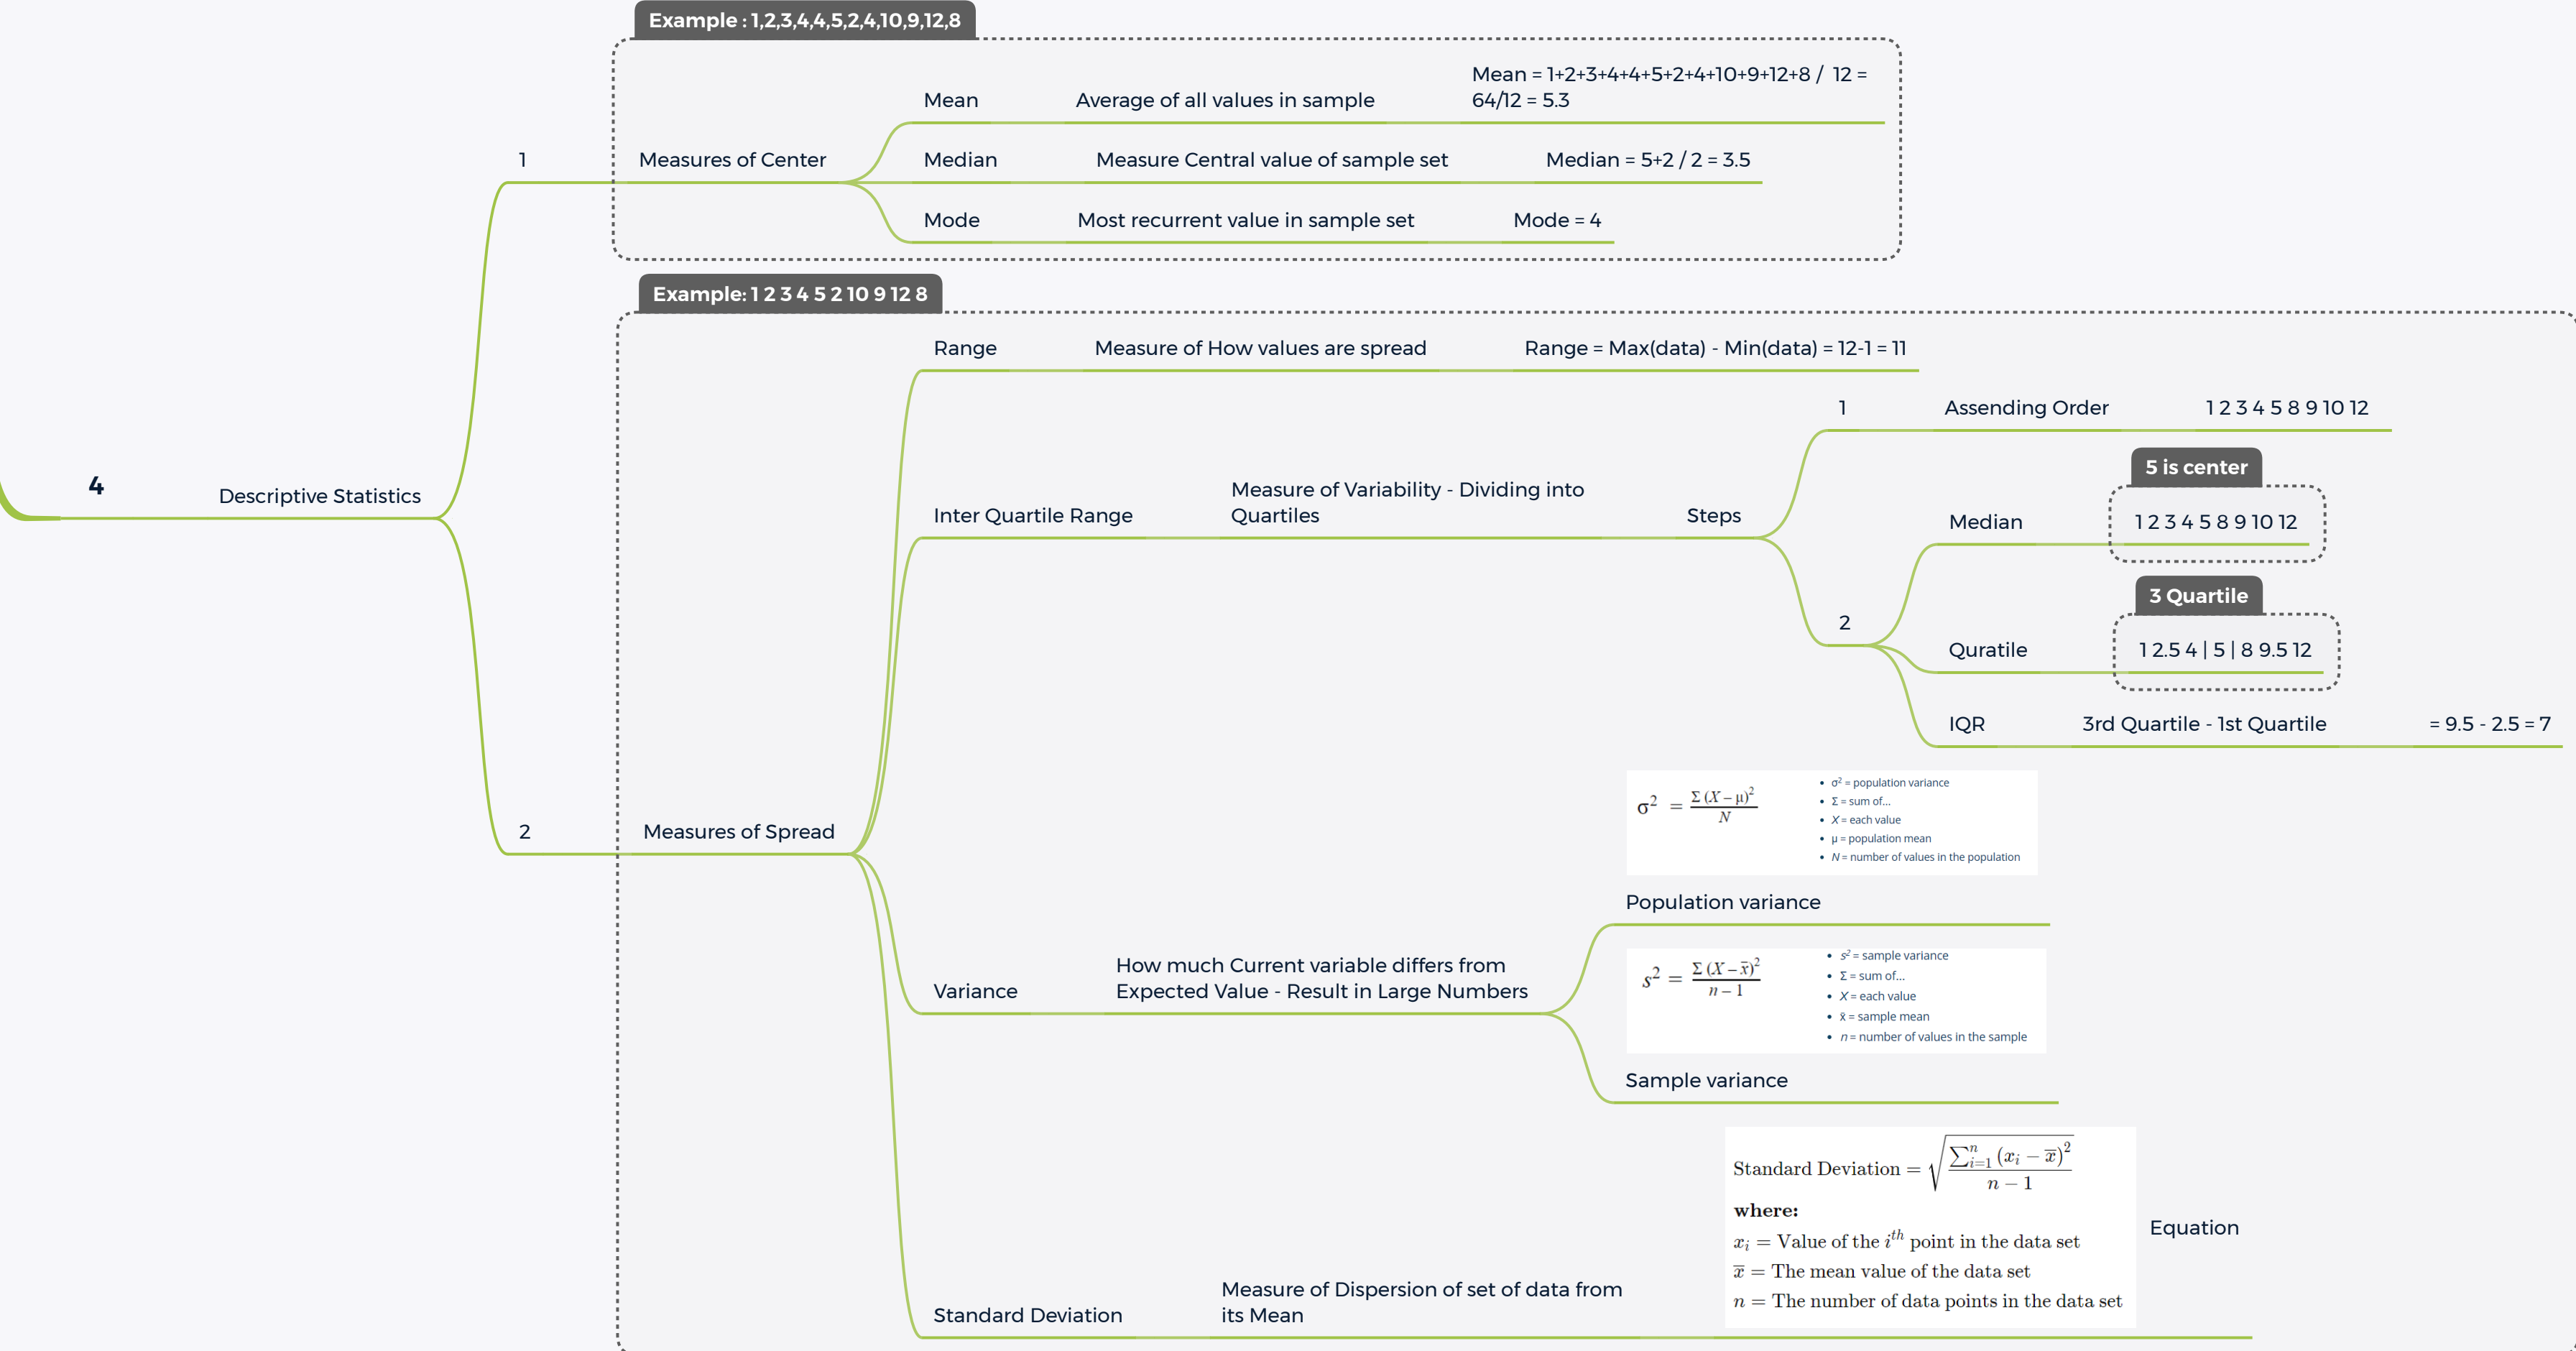 Example : 1,2,3,4,4,5,2,4,10,9,12,8
Mean
Average of all values in sample
Mean = 1+2+3+4+4+5+2+4+10+9+12+8 / 12 =
64/12 = 5.3
1
Measures of Center
Median
Measure Central value of sample set
Median = 5+2 / 2 = 3.5
Mode
Most recurrent value in sample set
Mode = 4
Example: 1 2 3 4 5 2 10 9 12 8
Range
Measure of How values are spread
Range = Max(data) - Min(data) = 12-1 = 11
1
Assending Order
1 2 3 4 5 8 9 10 12
4
Descriptive Statistics
Inter Quartile Range
Measure of Variability - Dividing into
Quartiles
Steps
5 is center
Median
1 2 3 4 5 8 9 10 12
2
3 Quartile
Quratile
1 2.5 4 | 5 | 8 9.5 12
IQR
3rd Quartile - 1st Quartile
= 9.5 - 2.5 = 7
2
Measures of Spread
σ² = Σ (X – μ)² / N
• σ² = population variance
• Σ = sum of...
• X = each value
• μ = population mean
• N = number of values in the population
Population variance
Variance
How much Current variable differs from
Expected Value - Result in Large Numbers
s² = Σ (X – x̄)² / n – 1
• s² = sample variance
• Σ = sum of...
• X = each value
• x̄ = sample mean
• n = number of values in the sample
Sample variance
Standard Deviation
Measure of Dispersion of set of data from
its Mean
Standard Deviation = √(∑ⁿᵢ₌₁ (xᵢ − x̅)² / n − 1)
where:
xᵢ = Value of the iᵗʰ point in the data set
x̅ = The mean value of the data set
n = The number of data points in the data set
Equation